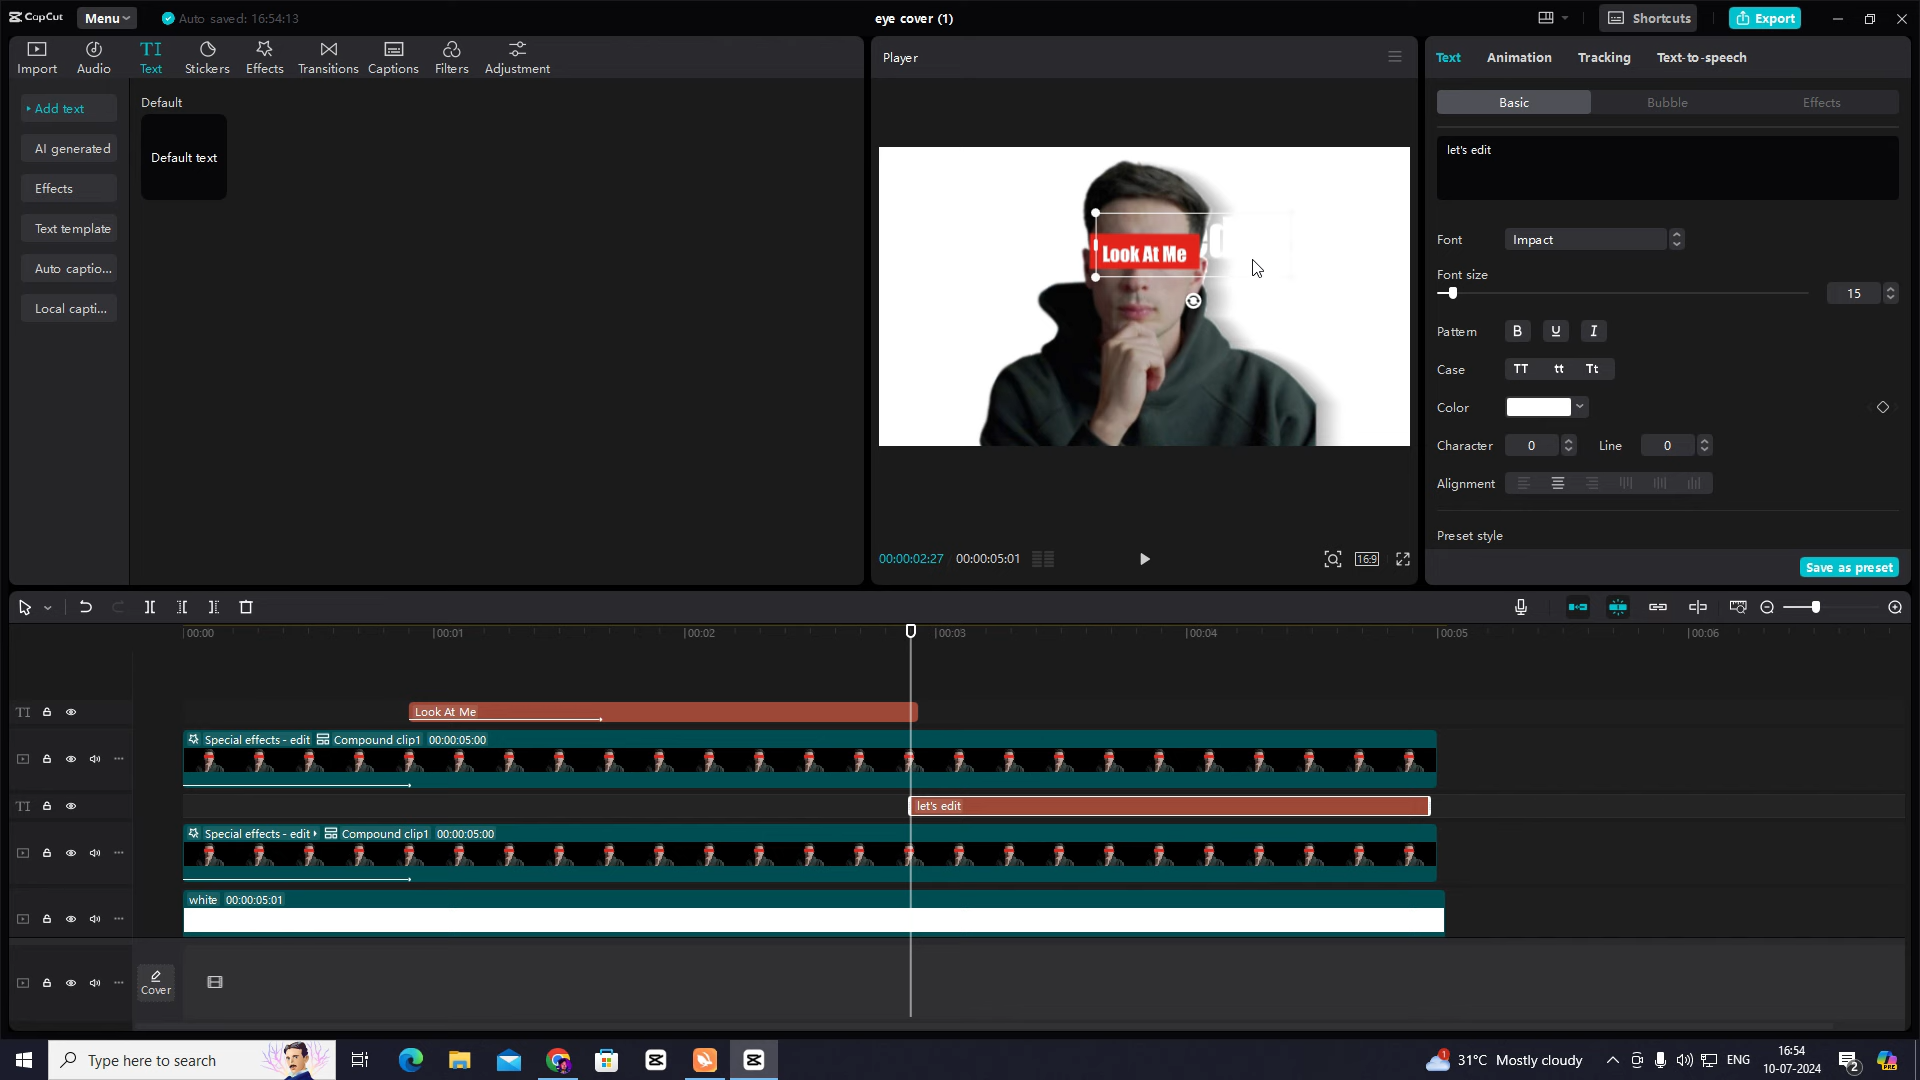 CapCut
Menu
Auto saved: 16:54:13
eye cover (1)
Shortcuts
Export
Import
Audio
TI
Text
Stickers
Effects
Transitions
Captions
Filters
Adjustment
Add text
AI generated
Effects
Text template
Auto captio...
Local capti...
Default
Default text
Player
Look At Me
00:00:02:27
00:00:05:01
16:9
Text
Animation
Tracking
Text-to-speech
Basic
Bubble
Effects
let's edit
Font
Impact
Font size
15
Pattern
B
U
I
Case
TT
tt
Tt
Color
Character
0
Line
0
Alignment
Preset style
Save as preset
00:00
00:01
00:02
00:03
00:04
00:05
00:06
TI
Look At Me
Special effects - edit
Compound clip1
00:00:05:00
TI
let's edit
Special effects - edit
Compound clip1
00:00:05:00
white
00:00:05:01
Cover
Type here to search
1
31°C
Mostly cloudy
ENG
16:54
10-07-2024
2
PRE